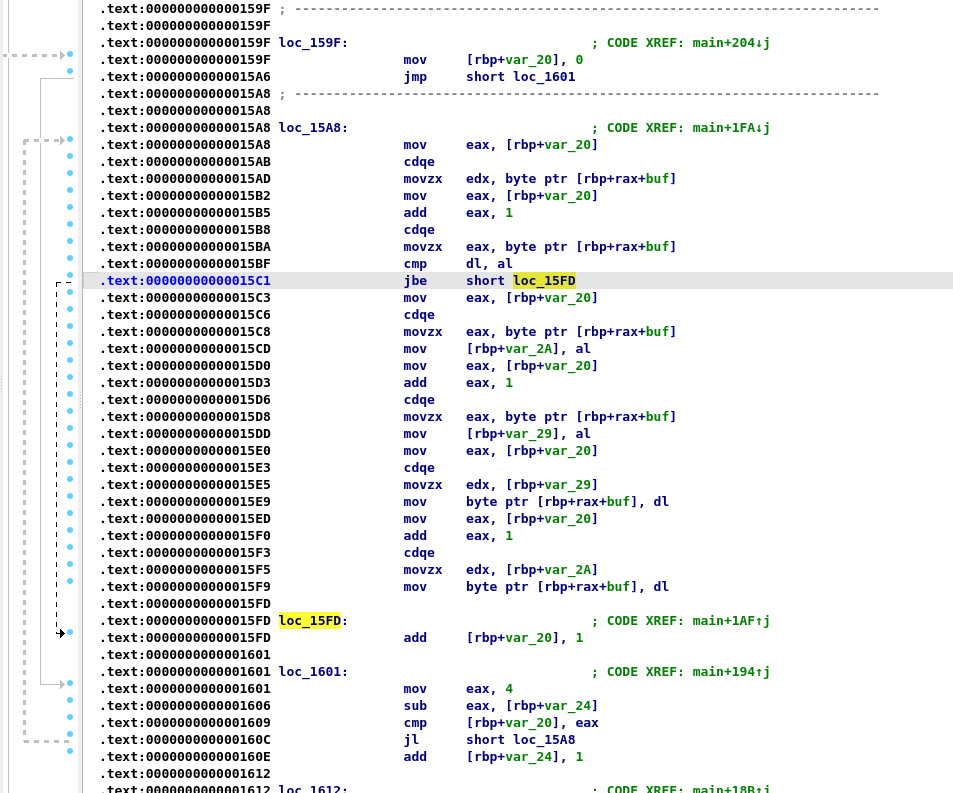 .text:000000000000159F ; ---------------------------------------------------------------------------
.text:000000000000159F
.text:000000000000159F loc_159F: ; CODE XREF: main+204↓j
.text:000000000000159F mov [rbp+var_20], 0
.text:00000000000015A6 jmp short loc_1601
.text:00000000000015A8 ; ---------------------------------------------------------------------------
.text:00000000000015A8
.text:00000000000015A8 loc_15A8: ; CODE XREF: main+1FA↓j
.text:00000000000015A8 mov eax, [rbp+var_20]
.text:00000000000015AB cdqe
.text:00000000000015AD movzx edx, byte ptr [rbp+rax+buf]
.text:00000000000015B2 mov eax, [rbp+var_20]
.text:00000000000015B5 add eax, 1
.text:00000000000015B8 cdqe
.text:00000000000015BA movzx eax, byte ptr [rbp+rax+buf]
.text:00000000000015BF cmp dl, al
.text:00000000000015C1 jbe short loc_15FD
.text:00000000000015C3 mov eax, [rbp+var_20]
.text:00000000000015C6 cdqe
.text:00000000000015C8 movzx eax, byte ptr [rbp+rax+buf]
.text:00000000000015CD mov [rbp+var_2A], al
.text:00000000000015D0 mov eax, [rbp+var_20]
.text:00000000000015D3 add eax, 1
.text:00000000000015D6 cdqe
.text:00000000000015D8 movzx eax, byte ptr [rbp+rax+buf]
.text:00000000000015DD mov [rbp+var_29], al
.text:00000000000015E0 mov eax, [rbp+var_20]
.text:00000000000015E3 cdqe
.text:00000000000015E5 movzx edx, [rbp+var_29]
.text:00000000000015E9 mov byte ptr [rbp+rax+buf], dl
.text:00000000000015ED mov eax, [rbp+var_20]
.text:00000000000015F0 add eax, 1
.text:00000000000015F3 cdqe
.text:00000000000015F5 movzx edx, [rbp+var_2A]
.text:00000000000015F9 mov byte ptr [rbp+rax+buf], dl
.text:00000000000015FD
.text:00000000000015FD loc_15FD: ; CODE XREF: main+1AF↑j
.text:00000000000015FD add [rbp+var_20], 1
.text:0000000000001601
.text:0000000000001601 loc_1601: ; CODE XREF: main+194↑j
.text:0000000000001601 mov eax, 4
.text:0000000000001606 sub eax, [rbp+var_24]
.text:0000000000001609 cmp [rbp+var_20], eax
.text:000000000000160C jl short loc_15A8
.text:000000000000160E add [rbp+var_24], 1
.text:0000000000001612
.text:0000000000001612 loc_1612: ; CODE XREF: main+18B↑j